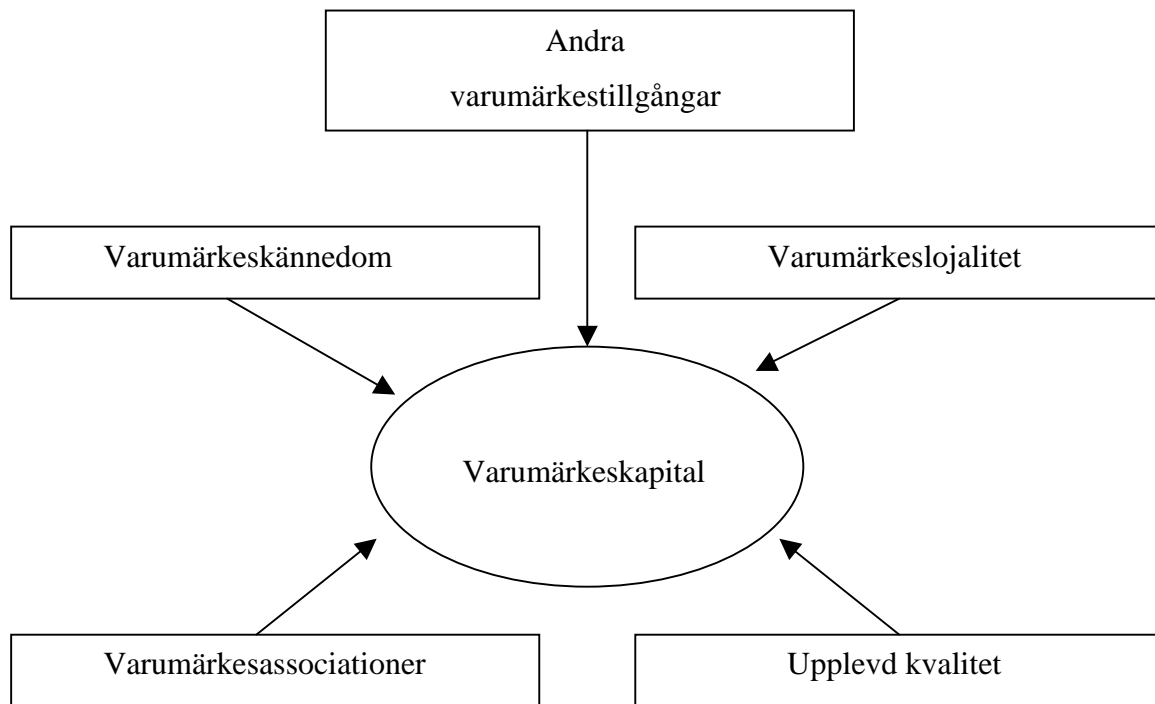 Andra
varumärkestillgångar
Varumärkeskännedom
Varumärkeslojalitet
Varumärkeskapital
Varumärkesassociationer
Upplevd kvalitet